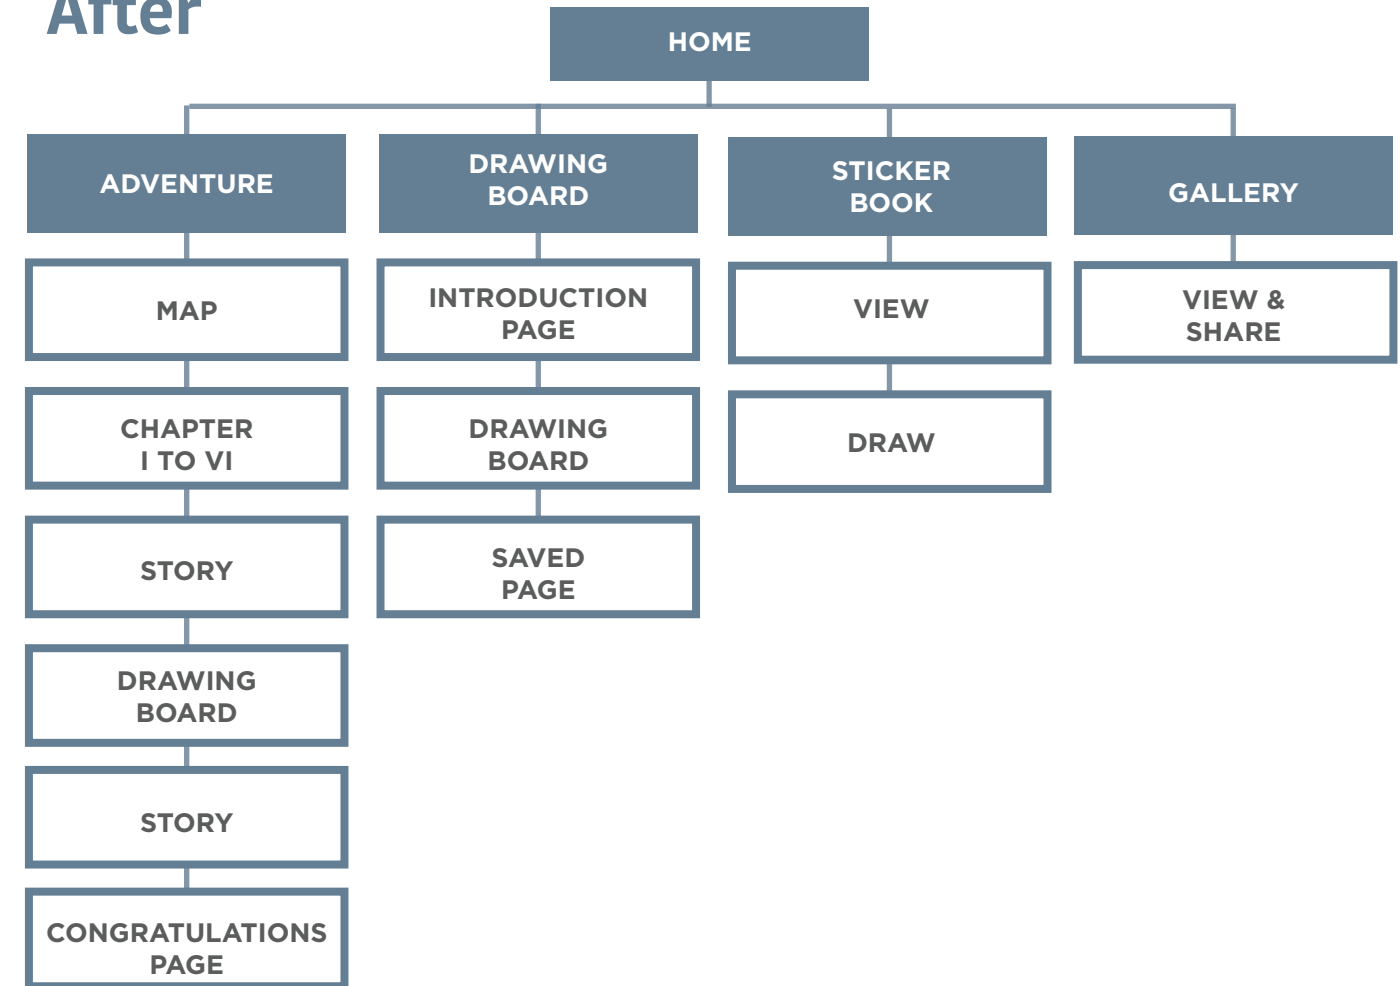 After
HOME
ADVENTURE
DRAWING
BOARD
STICKER
BOOK
GALLERY
MAP
INTRODUCTION
PAGE
VIEW
VIEW &
SHARE
CHAPTER
I TO VI
DRAWING
BOARD
DRAW
STORY
SAVED
PAGE
DRAWING
BOARD
STORY
CONGRATULATIONS
PAGE